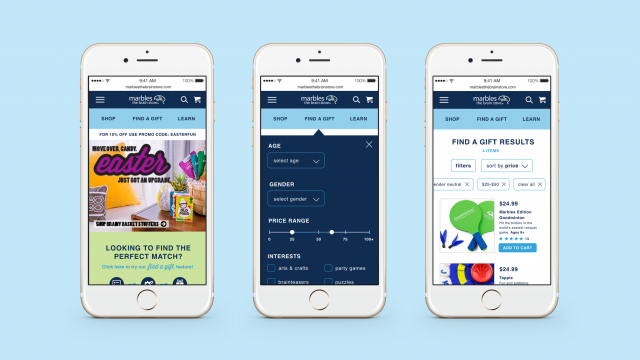 9:41 AM
100%
marblesthebrainstore.com
marbles
the brain store
SHOP
FIND A GIFT
LEARN
FOR 10% OFF USE PROMO CODE: EASTERFUN
MOVE OVER, CANDY.
easter
JUST GOT AN UPGRADE.
SHOP BRAINY BASKET STUFFERS
LOOKING TO FIND THE
PERFECT MATCH?
Click here to try our find a gift feature!
9:41 AM
100%
marblesthebrainstore.com
marbles
the brain store
SHOP
FIND A GIFT
LEARN
AGE
select age
GENDER
select gender
PRICE RANGE
0
25
50
75
100+
INTERESTS
arts & crafts
party games
brainteasers
puzzles
9:41 AM
100%
marblesthebrainstore.com
marbles
the brain store
SHOP
FIND A GIFT
LEARN
FIND A GIFT RESULTS
4 ITEMS
filters
sort by price
ender neutral
$25-$50
clear all
$24.99
Marbles Edition
Goodminton
Hit the birdies in the
world's easiest racquet
game. Ages 8+
ADD TO CART
$24.99
Tapple